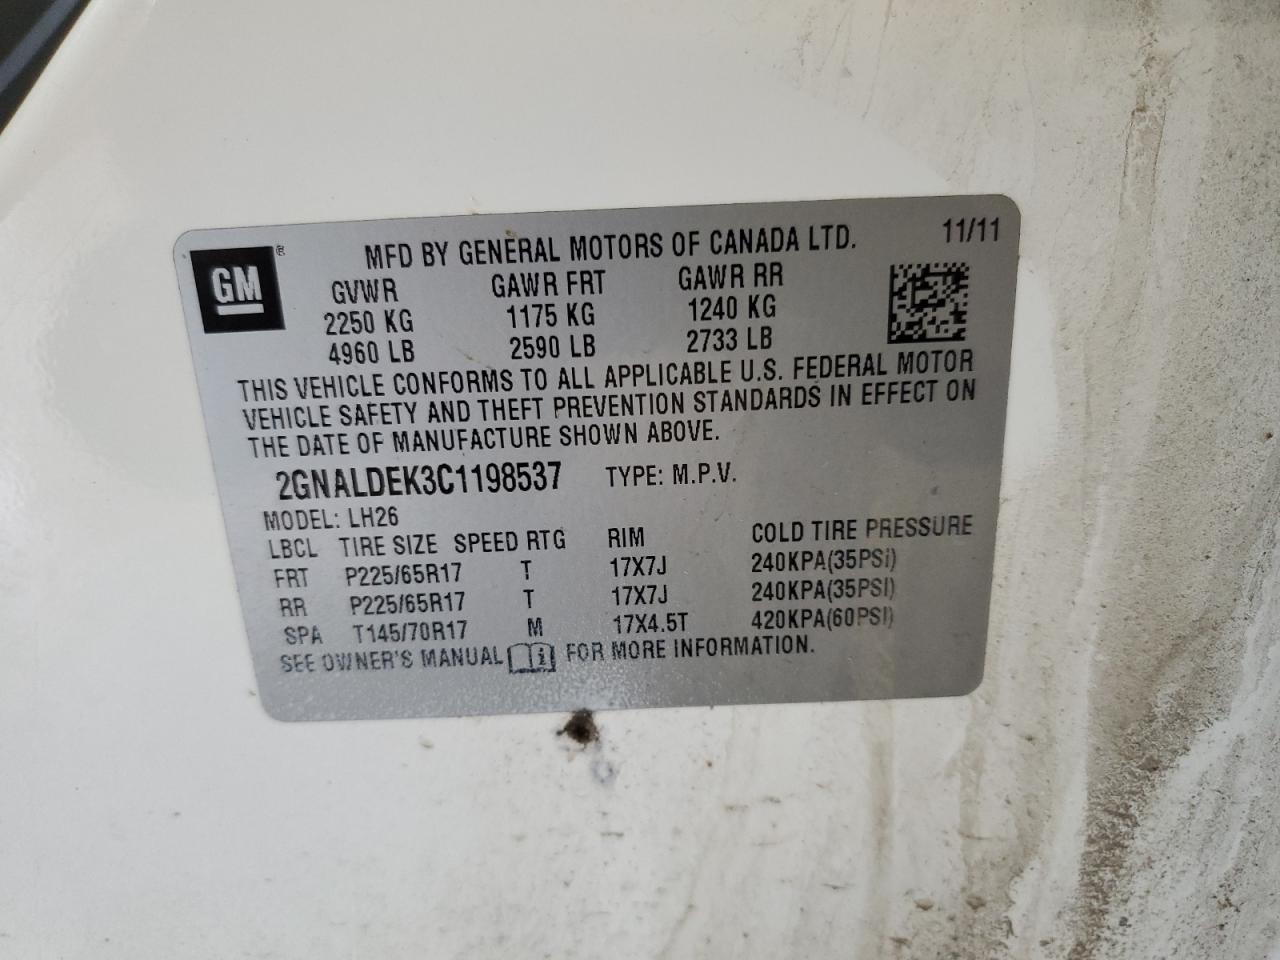 MFD BY GENERAL MOTORS OF CANADA LTD. 11/11
GM®
GVWR GAWR FRT GAWR RR
2250 KG 1175 KG 1240 KG
4960 LB 2590 LB 2733 LB
THIS VEHICLE CONFORMS TO ALL APPLICABLE U.S. FEDERAL MOTOR
VEHICLE SAFETY AND THEFT PREVENTION STANDARDS IN EFFECT ON
THE DATE OF MANUFACTURE SHOWN ABOVE.
2GNALDEK3C1198537 TYPE: M.P.V.
MODEL: LH26
LBCL TIRE SIZE SPEED RTG RIM COLD TIRE PRESSURE
FRT P225/65R17 T 17X7J 240KPA(35PSI)
RR P225/65R17 T 17X7J 240KPA(35PSI)
SPA T145/70R17 M 17X4.5T 420KPA(60PSI)
SEE OWNER'S MANUAL FOR MORE INFORMATION.